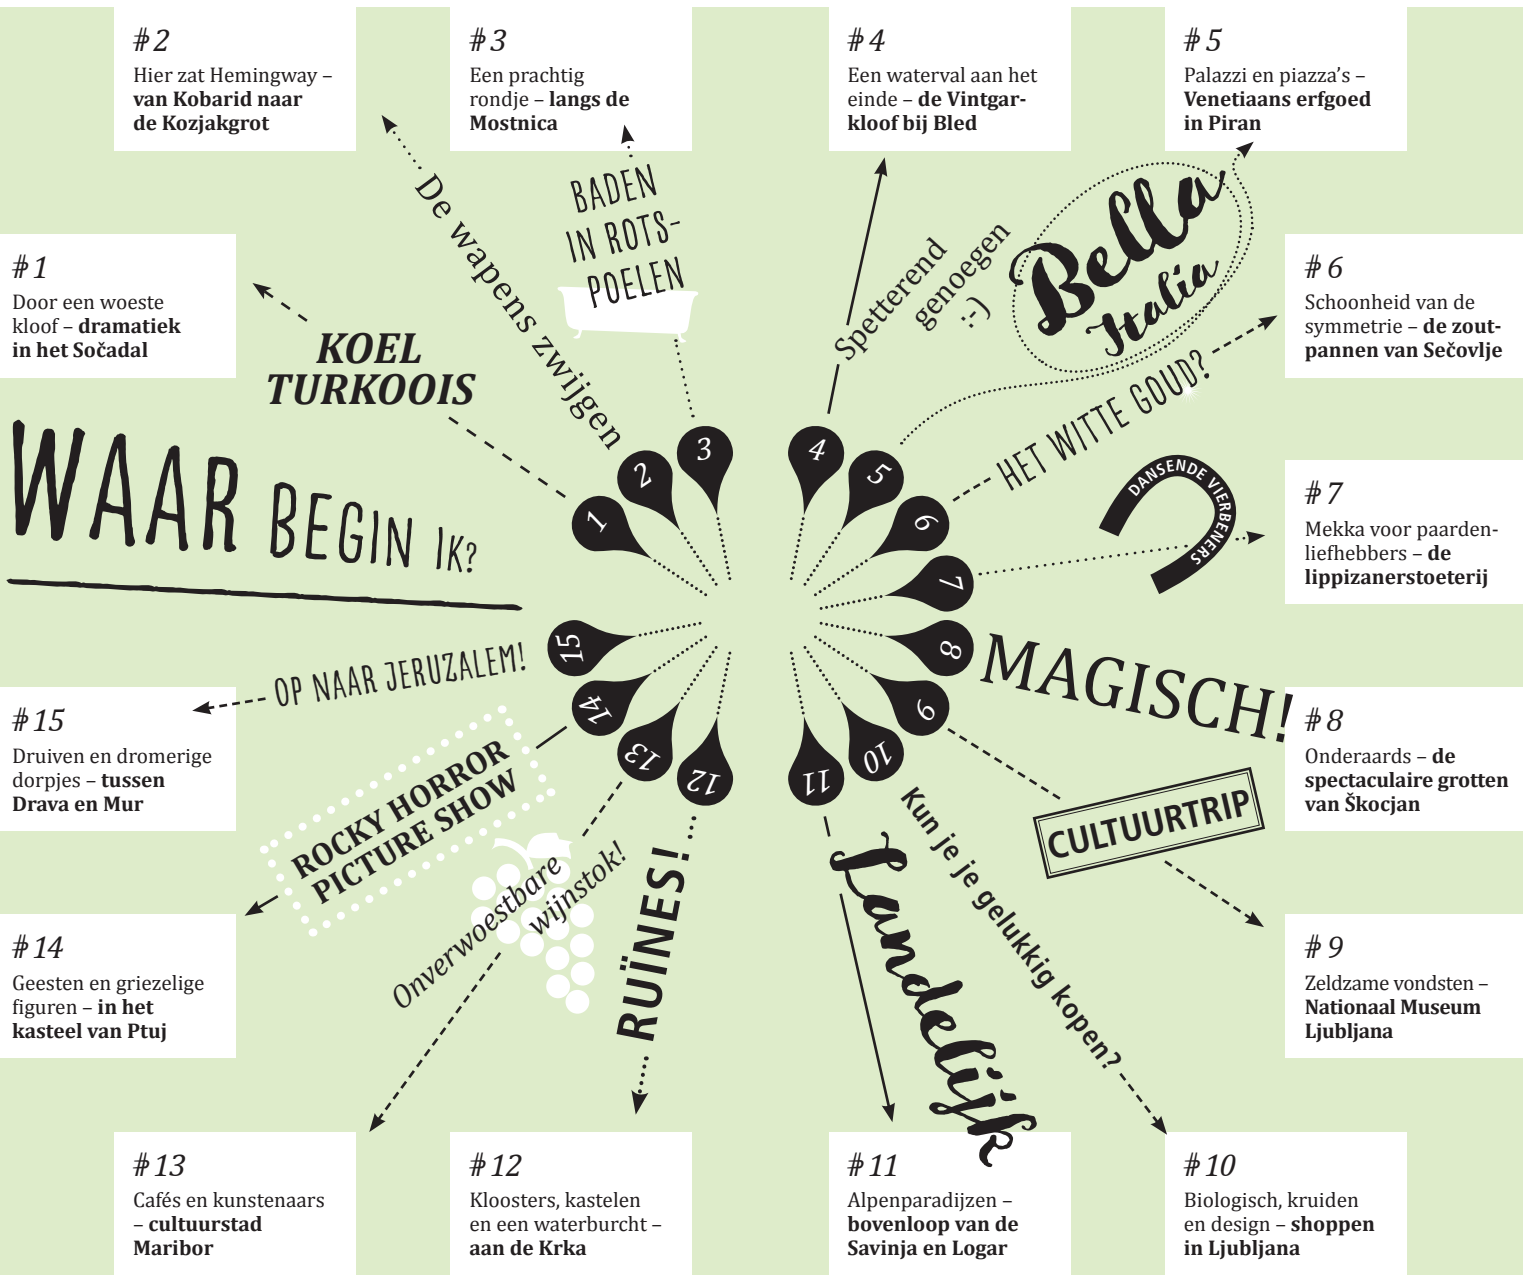 #2
Hier zat Hemingway –
van Kobarid naar
de Kozjakgrot
#3
Een prachtig
rondje – langs de
Mostnica
#4
Een waterval aan het
einde – de Vintgar-
kloof bij Bled
#5
Palazzi en piazza’s –
Venetiaans erfgoed
in Piran
#1
Door een woeste
kloof – dramatiek
in het Sočadal
KOEL
TURKOOIS
De wapens zwijgen
BADEN
IN ROTS-
POELEN
Spetterend
genoegen
:-)
Bella
Italia
#6
Schoonheid van de
symmetrie – de zout-
pannen van Sečovlje
HET WITTE GOUD?
WAAR BEGIN IK?
1
2
3
4
5
6
7
8
9
10
11
12
13
14
15
DANSENDE VIERBENERS
#7
Mekka voor paarden-
liefhebbers – de
lippizanerstoeterij
MAGISCH!
#8
Onderaards – de
spectaculaire grotten
van Škocjan
OP NAAR JERUZALEM!
#15
Druiven en dromerige
dorpjes – tussen
Drava en Mur
ROCKY HORROR
PICTURE SHOW
#14
Geesten en griezelige
figuren – in het
kasteel van Ptuj
Onverwoestbare
wijnstok!
RUÏNES!
Landelijk
Kun je je gelukkig kopen?
CULTUURTRIP
#9
Zeldzame vondsten –
Nationaal Museum
Ljubljana
#13
Cafés en kunstenaars
– cultuurstad
Maribor
#12
Kloosters, kastelen
en een waterburcht –
aan de Krka
#11
Alpenparadijzen –
bovenloop van de
Savinja en Logar
#10
Biologisch, kruiden
en design – shoppen
in Ljubljana